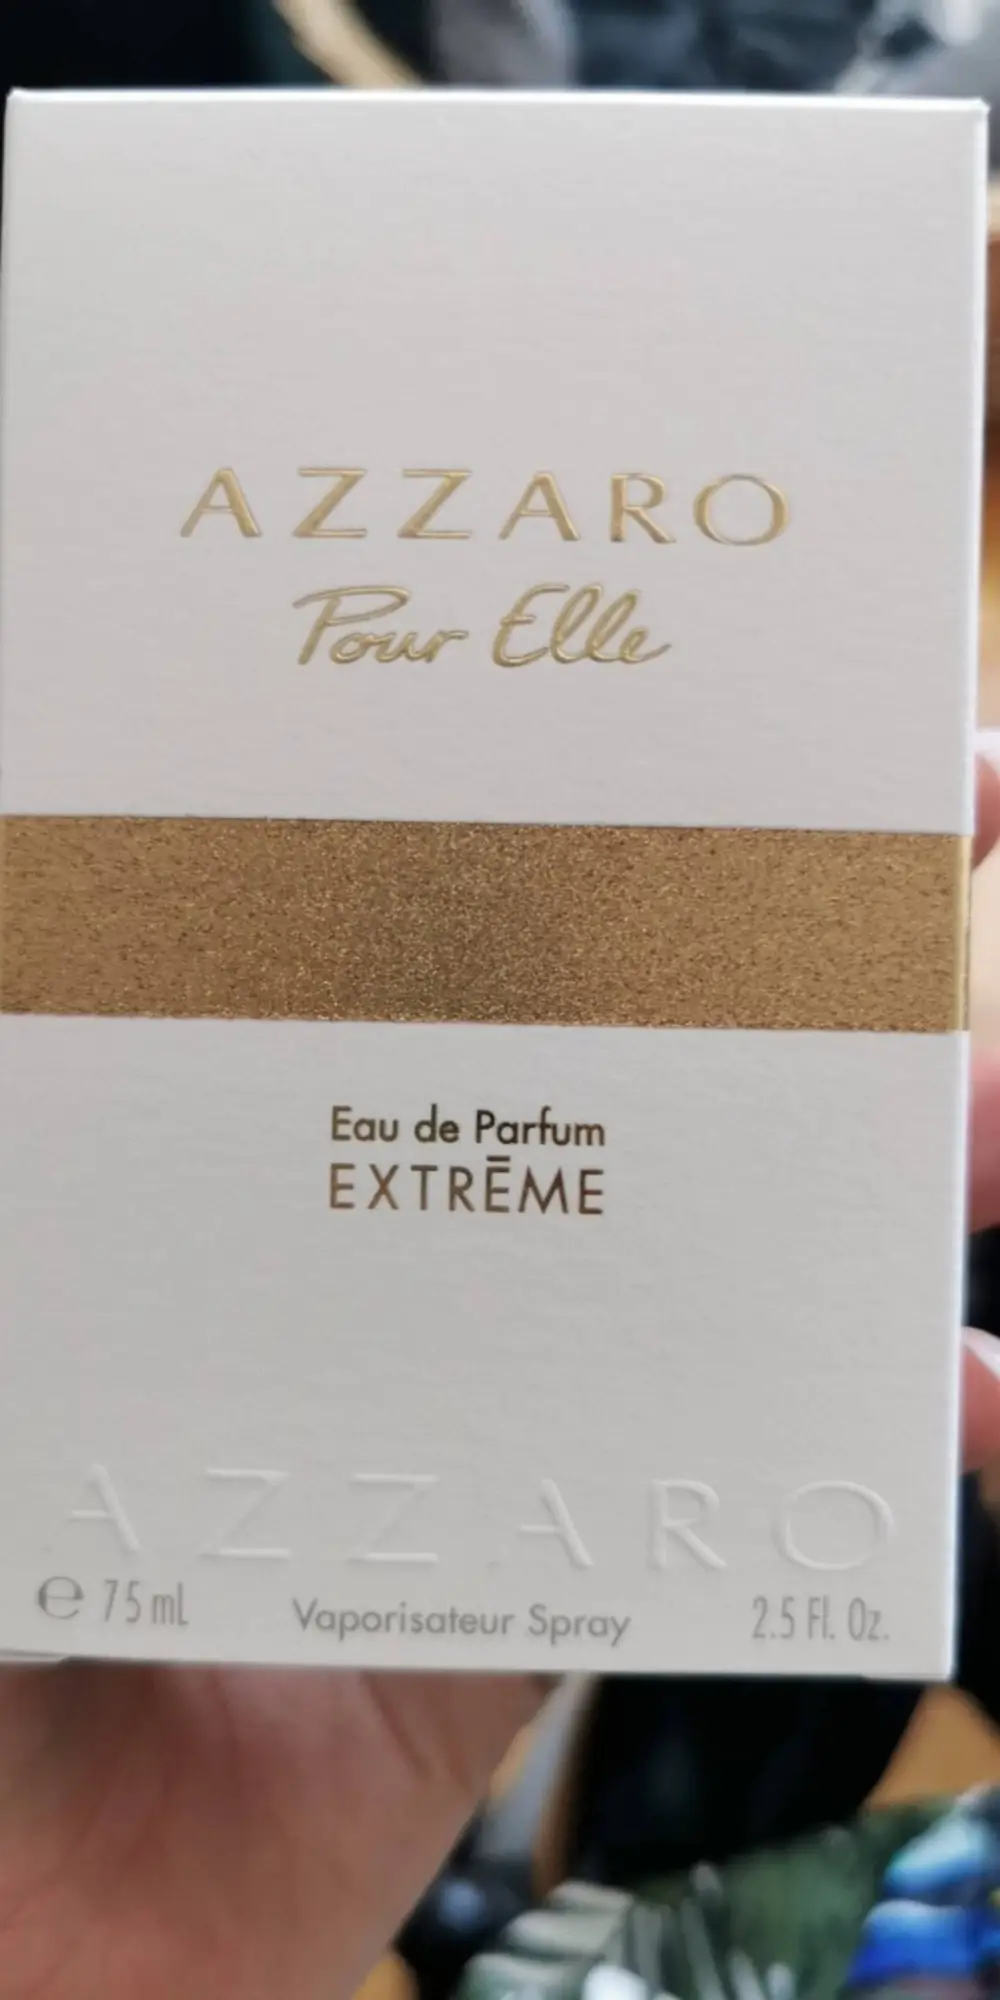 AZZARO
Pour Elle
Eau de Parfum
EXTRĒME
AZZARO
℮ 75 mL Vaporisateur Spray 2.5 Fl. Oz.